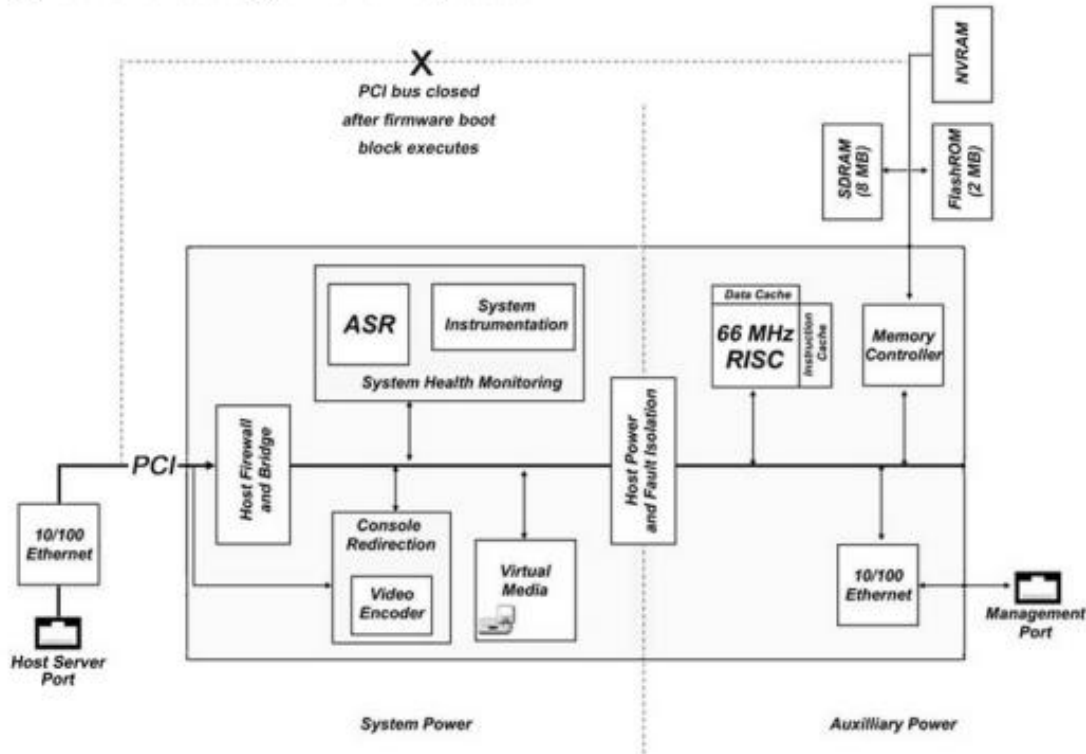 X
PCI bus closed
after firmware boot
block executes
NVRAM
SDRAM
(8 MB)
FlashROM
(2 MB)
ASR
System
Instrumentation
System Health Monitoring
Data Cache
66 MHz
RISC
Instruction
Cache
Memory
Controller
PCI
Host Firewall
and Bridge
Host Power
and Fault Isolation
10/100
Ethernet
Host Server
Port
Console
Redirection
Video
Encoder
Virtual
Media
10/100
Ethernet
Management
Port
System Power
Auxilliary Power